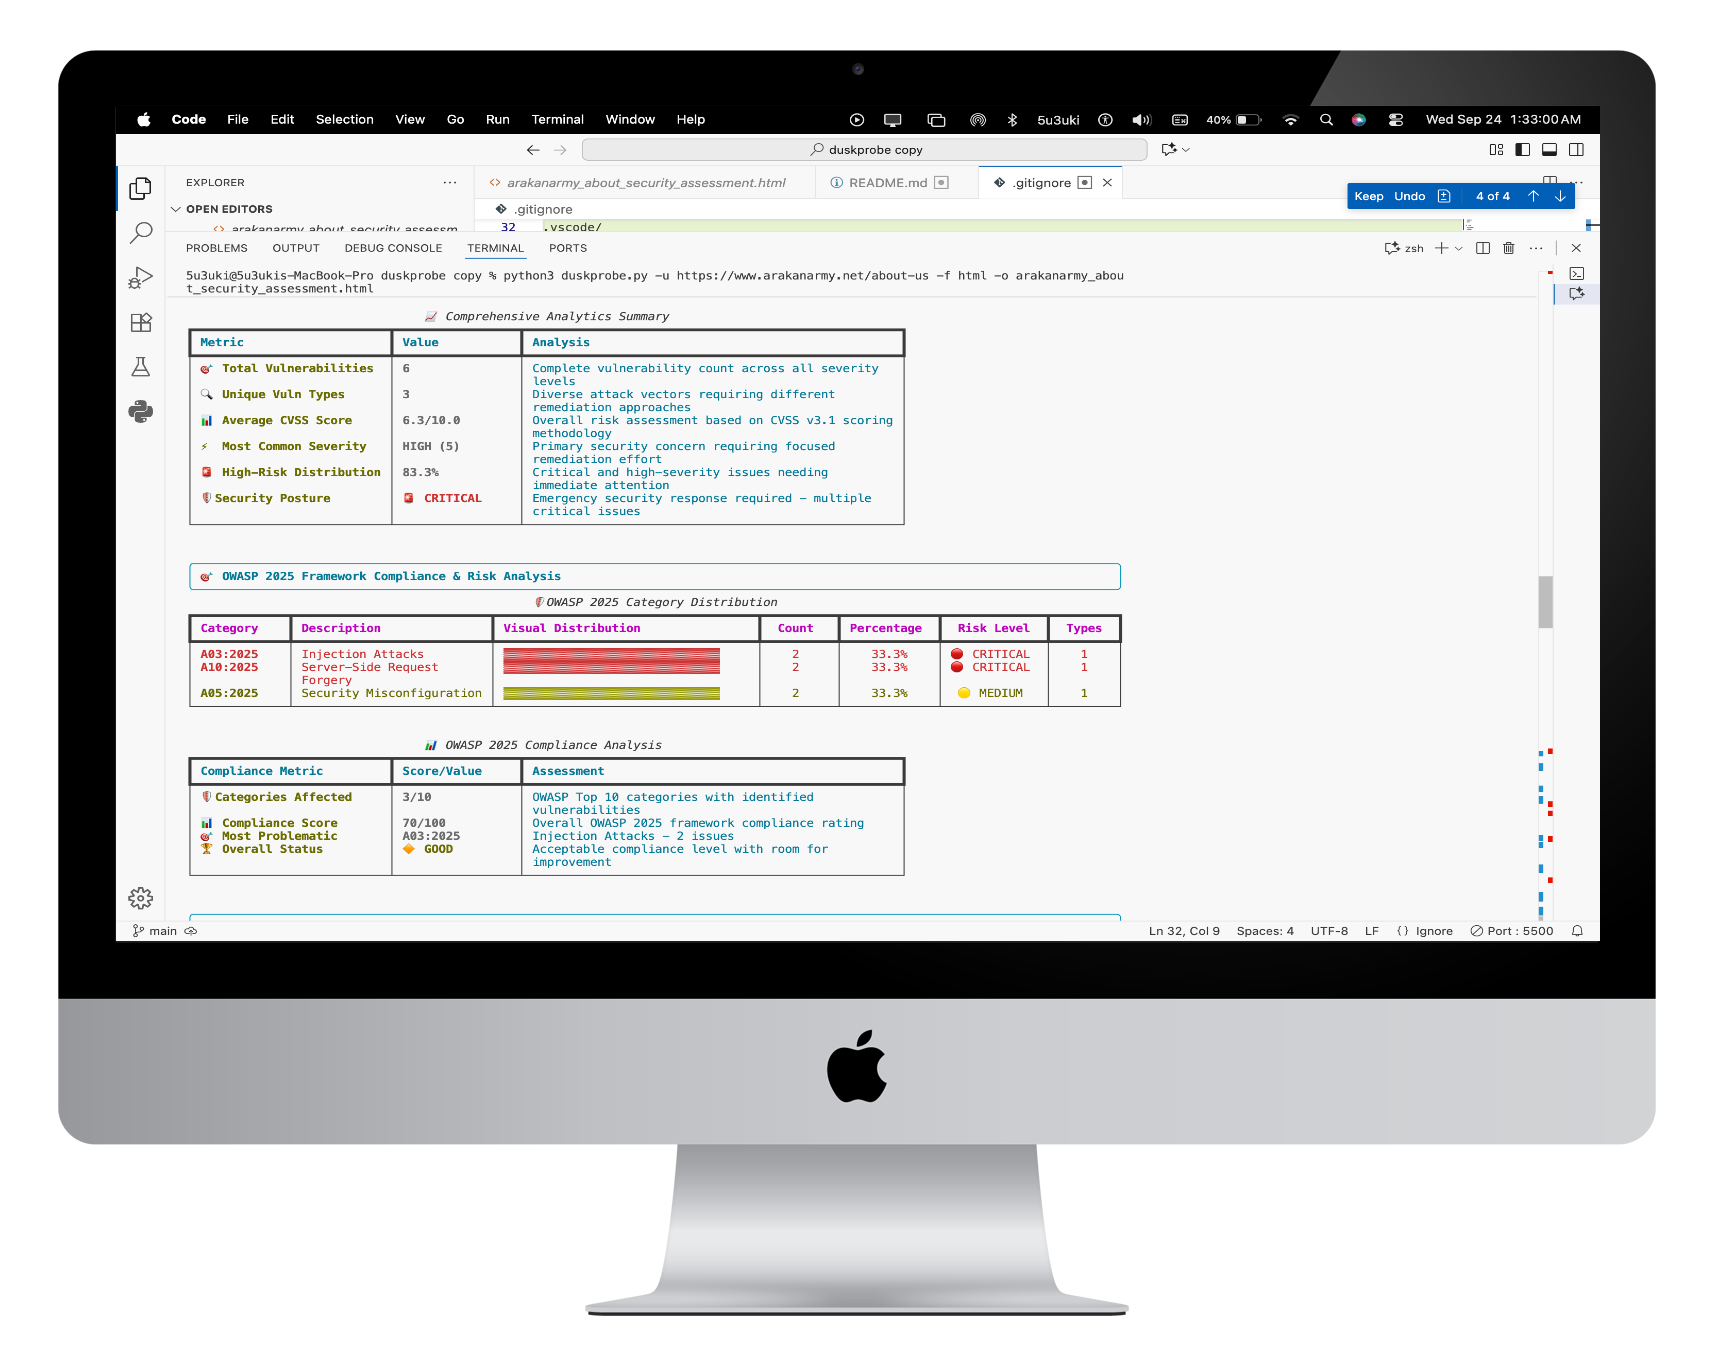 Code File Edit Selection View Go Run Terminal Window Help 5u3uki 40% Wed Sep 24 1:33:00 AM
duskprobe copy
EXPLORER
arakanarmy_about_security_assessment.html README.md .gitignore
Keep Undo 4 of 4
OPEN EDITORS
.gitignore
arakanarmy_about_security_assessm
32 .vscode/
PROBLEMS OUTPUT DEBUG CONSOLE TERMINAL PORTS zsh
5u3uki@5u3ukis-MacBook-Pro duskprobe copy % python3 duskprobe.py -u https://www.arakanarmy.net/about-us -f html -o arakanarmy_abou
t_security_assessment.html
📈 Comprehensive Analytics Summary
Metric Value Analysis
🎯 Total Vulnerabilities 6 Complete vulnerability count across all severity
levels
🔍 Unique Vuln Types 3 Diverse attack vectors requiring different
remediation approaches
📊 Average CVSS Score 6.3/10.0 Overall risk assessment based on CVSS v3.1 scoring
methodology
⚡ Most Common Severity HIGH (5) Primary security concern requiring focused
remediation effort
🚨 High-Risk Distribution 83.3% Critical and high-severity issues needing
immediate attention
🛡 Security Posture 🚨 CRITICAL Emergency security response required - multiple
critical issues
🎯 OWASP 2025 Framework Compliance & Risk Analysis
🛡 OWASP 2025 Category Distribution
Category Description Visual Distribution Count Percentage Risk Level Types
A03:2025 Injection Attacks 2 33.3% 🔴 CRITICAL 1
A10:2025 Server-Side Request 2 33.3% 🔴 CRITICAL 1
Forgery
A05:2025 Security Misconfiguration 2 33.3% 🟡 MEDIUM 1
📊 OWASP 2025 Compliance Analysis
Compliance Metric Score/Value Assessment
🛡 Categories Affected 3/10 OWASP Top 10 categories with identified
vulnerabilities
📊 Compliance Score 70/100 Overall OWASP 2025 framework compliance rating
🎯 Most Problematic A03:2025 Injection Attacks - 2 issues
🏆 Overall Status 🔶 GOOD Acceptable compliance level with room for
improvement
main Ln 32, Col 9 Spaces: 4 UTF-8 LF {} Ignore Port : 5500